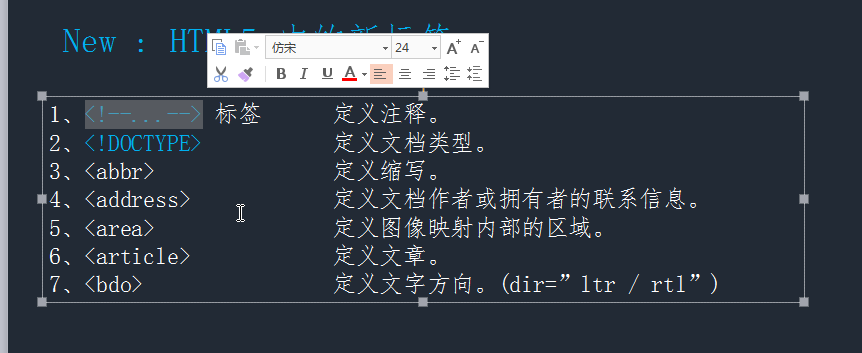 New : HTML5 中的新标签
仿宋 24 A+ A-
B I U A
1、<!--...--> 标签 定义注释。
2、<!DOCTYPE> 定义文档类型。
3、<abbr> 定义缩写。
4、<address> 定义文档作者或拥有者的联系信息。
5、<area> 定义图像映射内部的区域。
6、<article> 定义文章。
7、<bdo> 定义文字方向。(dir=”ltr / rtl”)